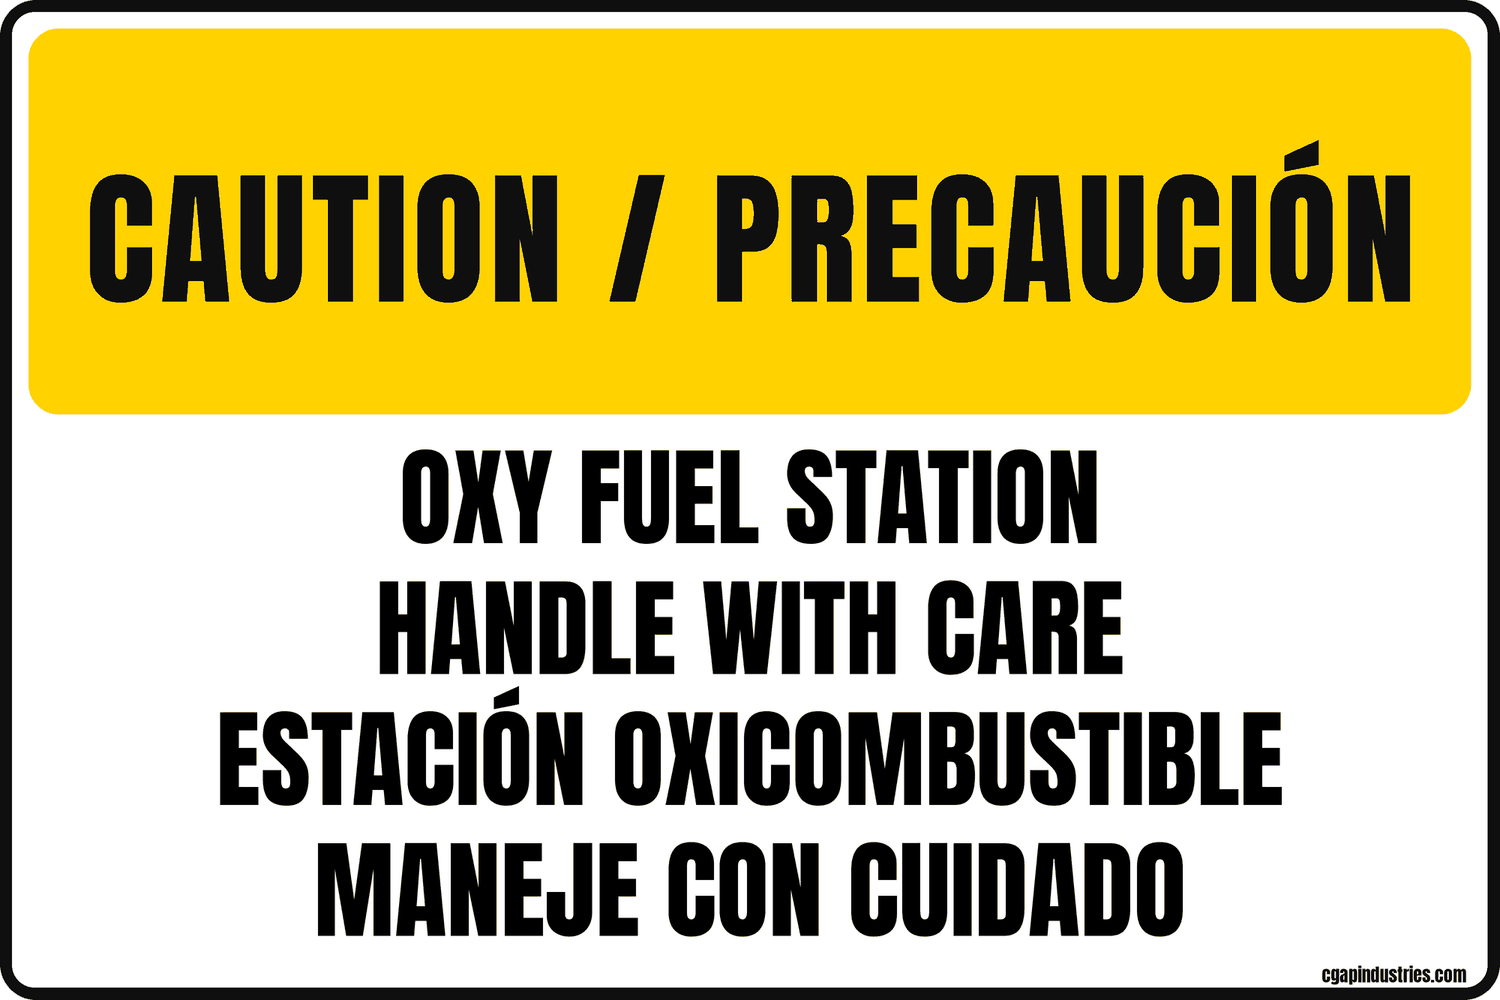 CAUTION / PRECAUCIÓN
OXY FUEL STATION
HANDLE WITH CARE
ESTACIÓN OXICOMBUSTIBLE
MANEJE CON CUIDADO
cgapindustries.com